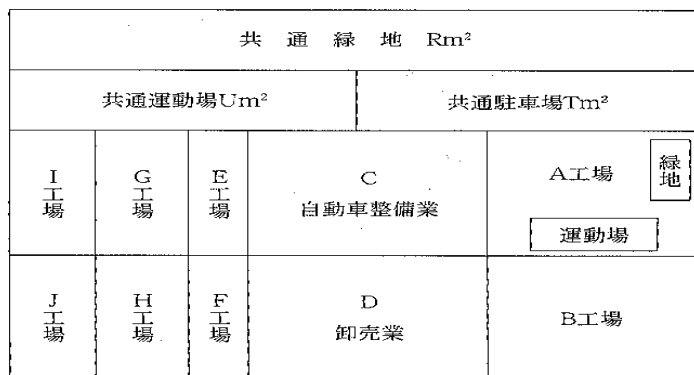 共通緑地 Rm²
共通運動場Um²
共通駐車場Tm²
I工場
G工場
E工場
C
自動車整備業
A工場
緑地
運動場
J工場
H工場
F工場
D
卸売業
B工場